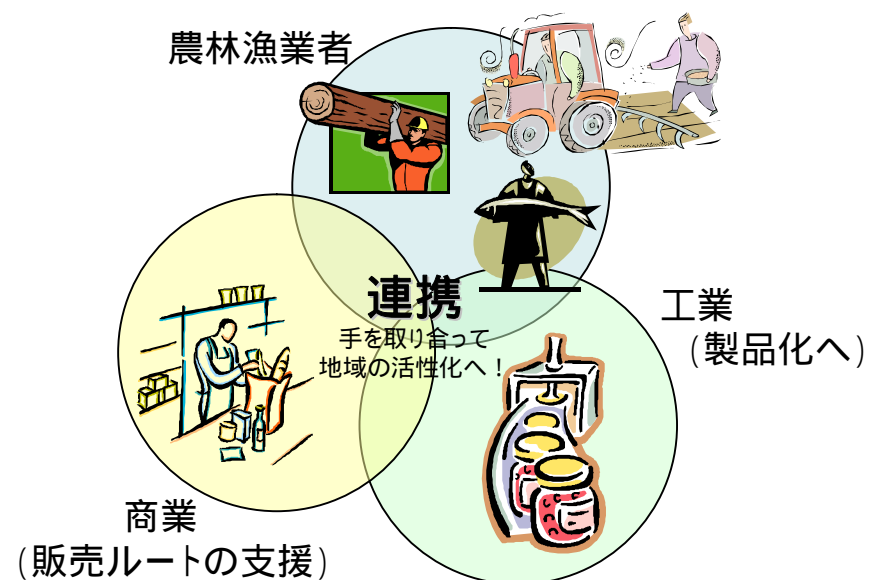 農林漁業者
連携
手を取り合って
地域の活性化へ！
工業
(製品化へ)
商業
(販売ルートの支援)